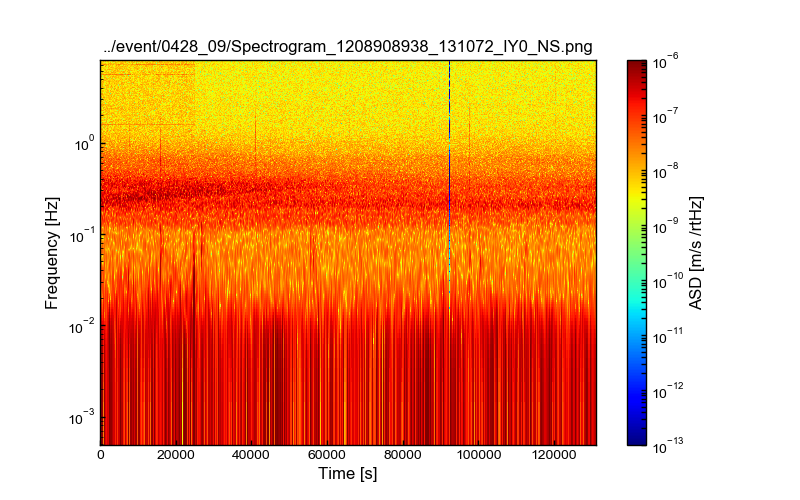 ../event/0428_09/Spectrogram_1208908938_131072_IY0_NS.png
10⁰
10⁻¹
10⁻²
10⁻³
Frequency [Hz]
0 20000 40000 60000 80000 100000 120000
Time [s]
10⁻⁶
10⁻⁷
10⁻⁸
10⁻⁹
10⁻¹⁰
10⁻¹¹
10⁻¹²
10⁻¹³
ASD [m/s /rtHz]